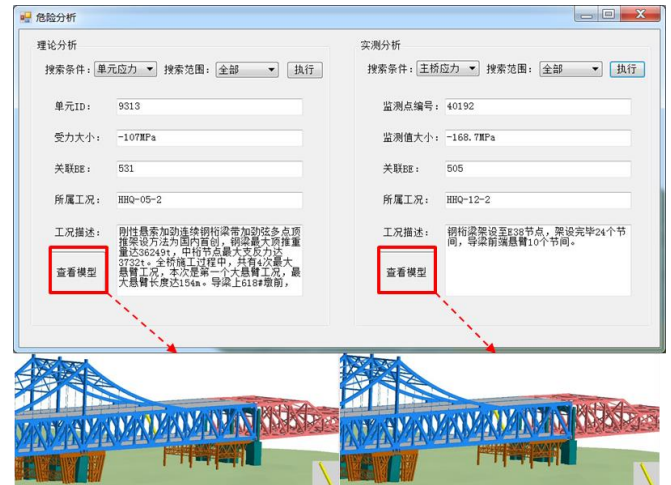 危险分析
理论分析
搜索条件： 单元应力 搜索范围： 全部 执行
单元ID： 9313
受力大小： -107MPa
关联BE： 531
所属工况： HHQ-05-2
工况描述： 刚性悬索加劲连续钢桁梁带加劲弦多点顶
推架设方法为国内首创，钢梁最大顶推重
量达36249t，中桁节点最大支反力达
3732t。全桥施工过程中，共有4次最大
悬臂工况，本次是第一个大悬臂工况，最
大悬臂长度达154m。导梁上618#墩前，
查看模型
实测分析
搜索条件： 主桥应力 搜索范围： 全部 执行
监测点编号： 40192
监测值大小： -168.7MPa
关联BE： 505
所属工况： HHQ-12-2
工况描述： 钢桁梁架设至E38节点，架设完毕24个节
间，导梁前端悬臂10个节间。
查看模型